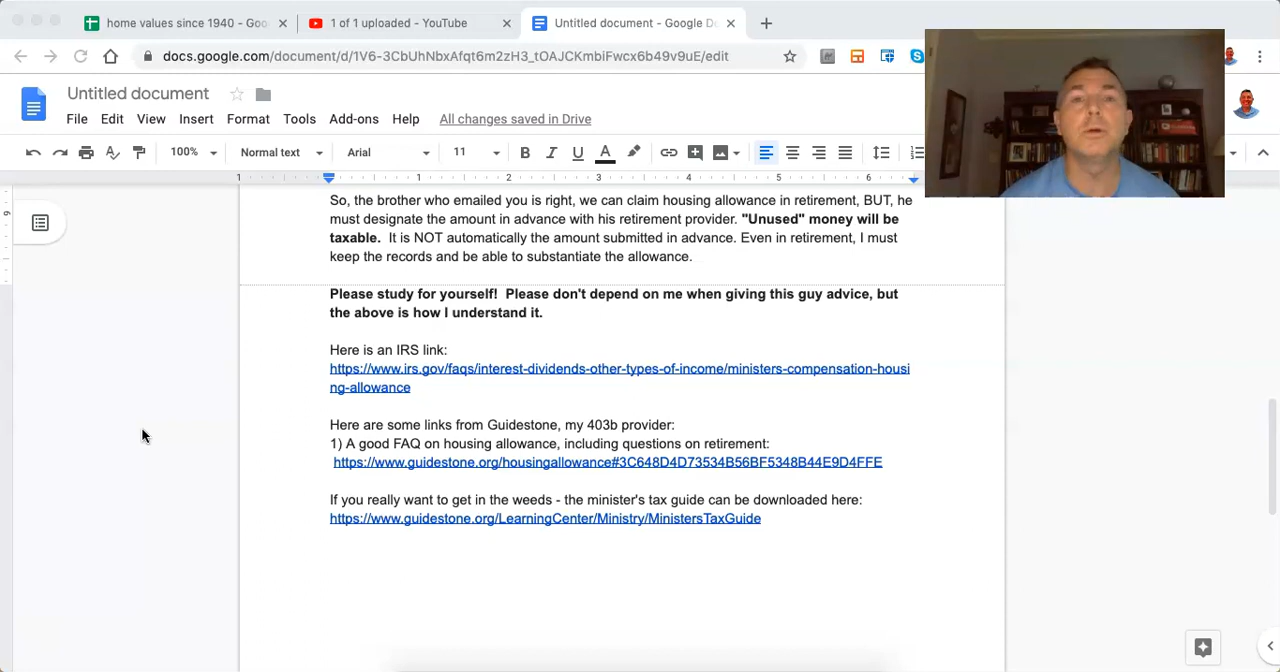 home values since 1940 - Goo
1 of 1 uploaded - YouTube
Untitled document - Google D
docs.google.com/document/d/1V6-3CbUhNbxAfqt6m2zH3_tOAJCKmbiFwcx6b49v9uE/edit
Untitled document
File Edit View Insert Format Tools Add-ons Help All changes saved in Drive
100% Normal text Arial 11 B I U A
1 1 2 3 4 5 6
9
So, the brother who emailed you is right, we can claim housing allowance in retirement, BUT, he
must designate the amount in advance with his retirement provider. "Unused" money will be
taxable. It is NOT automatically the amount submitted in advance. Even in retirement, I must
keep the records and be able to substantiate the allowance.
Please study for yourself! Please don't depend on me when giving this guy advice, but
the above is how I understand it.
Here is an IRS link:
https://www.irs.gov/faqs/interest-dividends-other-types-of-income/ministers-compensation-housi
ng-allowance
Here are some links from Guidestone, my 403b provider:
1) A good FAQ on housing allowance, including questions on retirement:
https://www.guidestone.org/housingallowance#3C648D4D73534B56BF5348B44E9D4FFE
If you really want to get in the weeds - the minister's tax guide can be downloaded here:
https://www.guidestone.org/LearningCenter/Ministry/MinistersTaxGuide